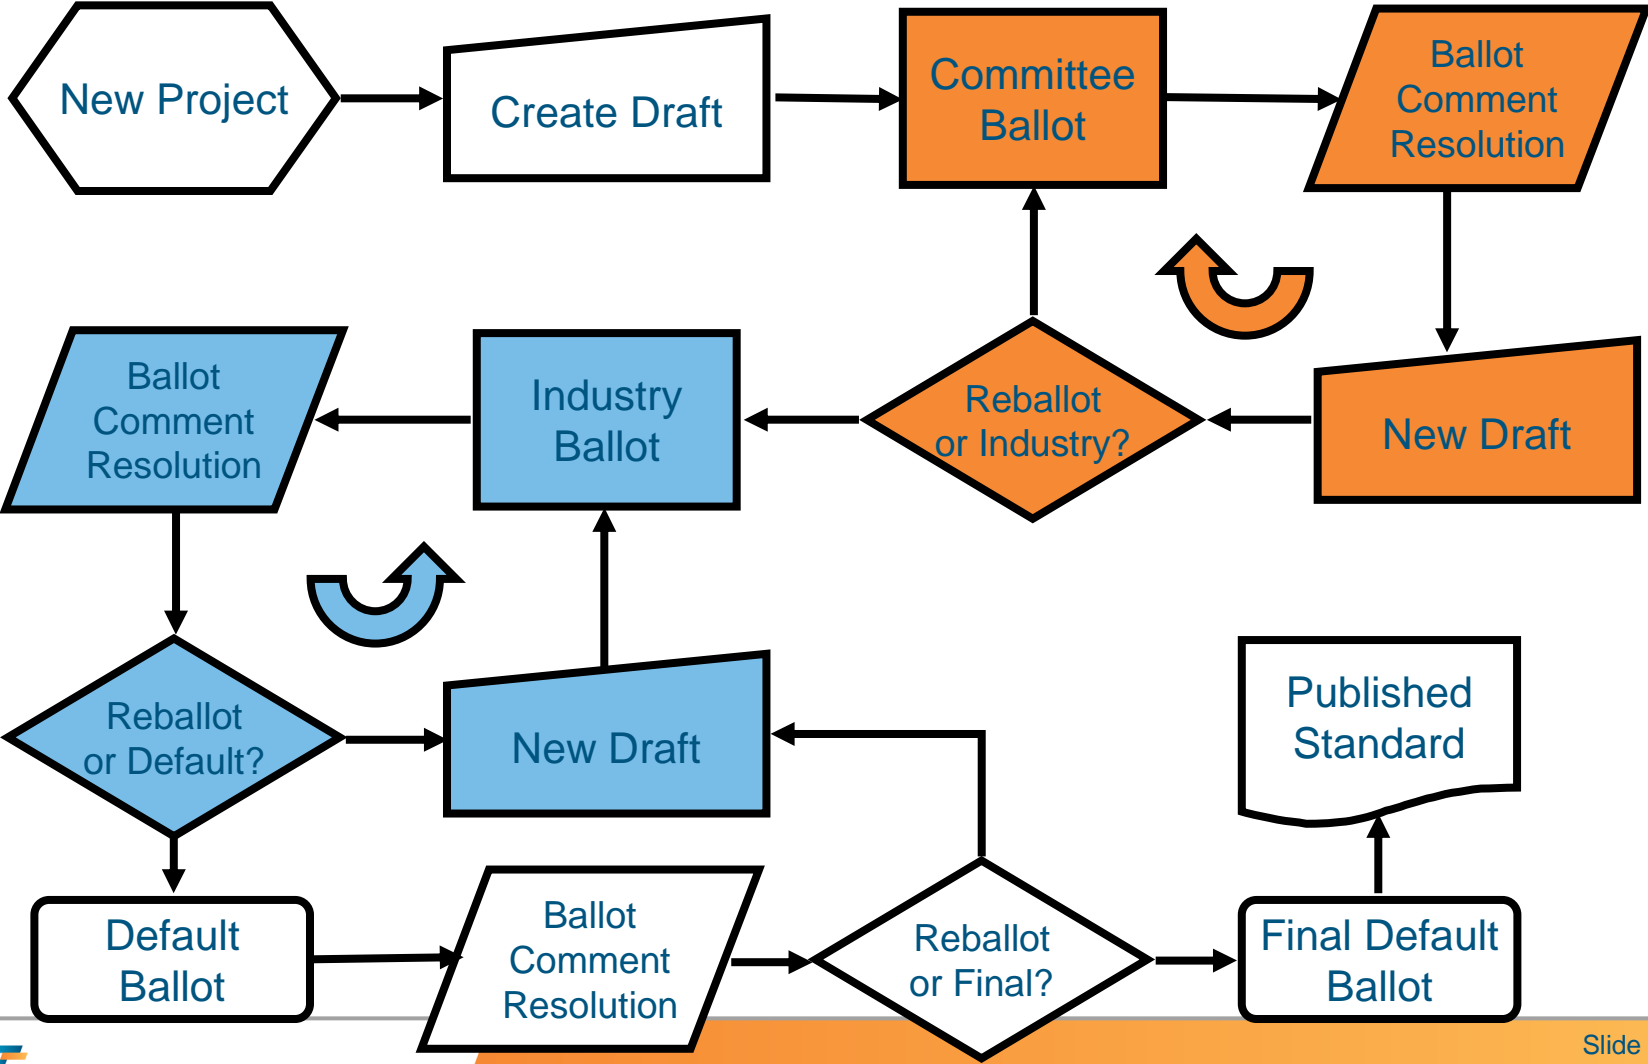 New Project
Create Draft
Committee
Ballot
Ballot
Comment
Resolution
Ballot
Comment
Resolution
Industry
Ballot
Reballot
or Industry?
New Draft
Reballot
or Default?
New Draft
Published
Standard
Default
Ballot
Ballot
Comment
Resolution
Reballot
or Final?
Final Default
Ballot
Slide